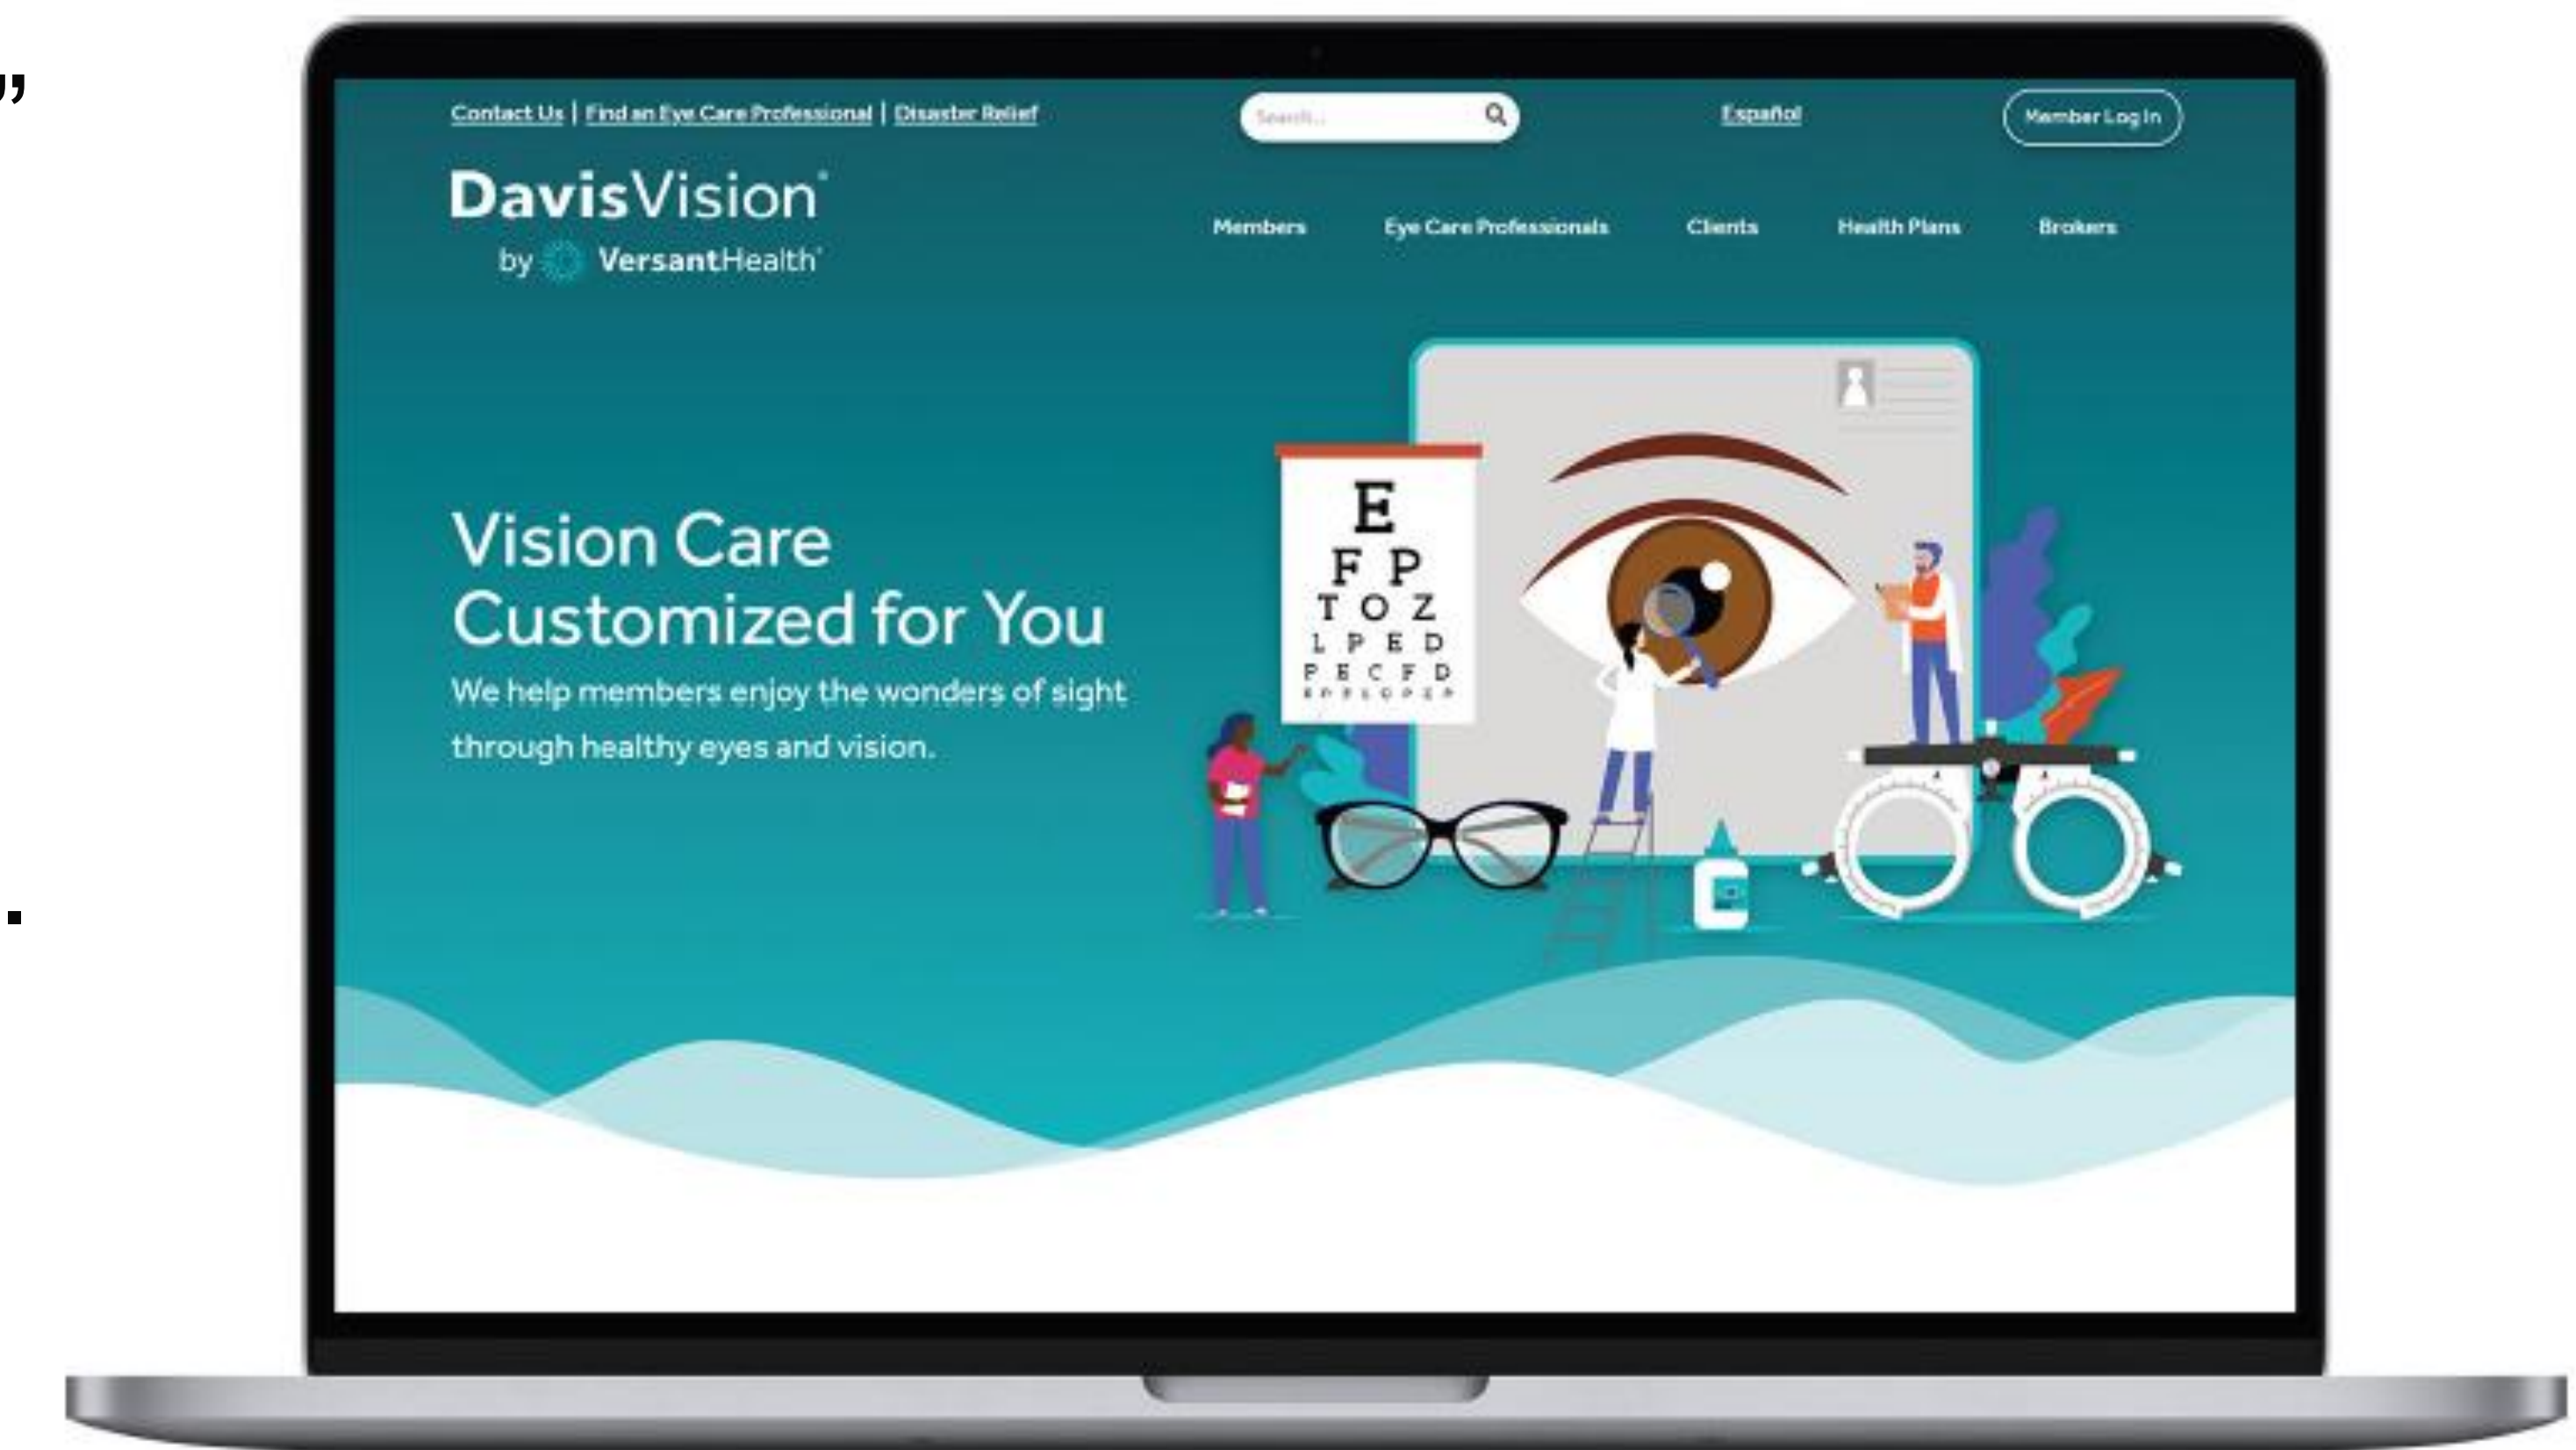 ”
Contact Us | Find an Eye Care Professional | Disaster Relief
Search...
Español
Member Log In
DavisVision®
by VersantHealth®
Members
Eye Care Professionals
Clients
Health Plans
Brokers
Vision Care
Customized for You
We help members enjoy the wonders of sight
through healthy eyes and vision.
E
F P
T O Z
L P E D
P E C F D
.